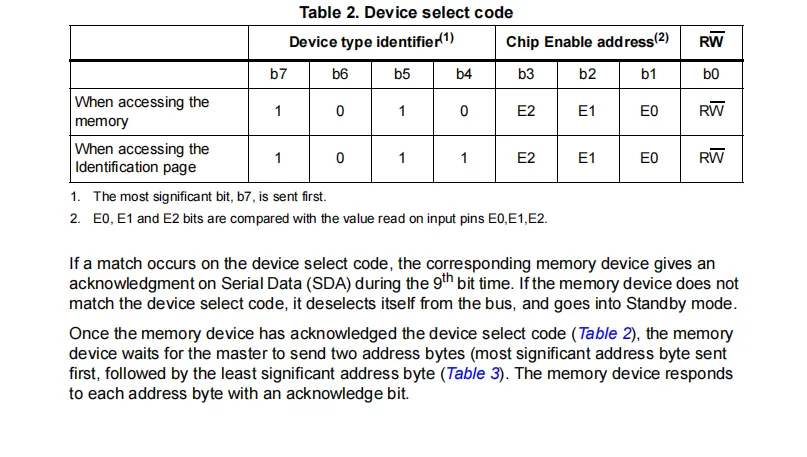 Table 2. Device select code
Device type identifier(1) Chip Enable address(2) RW̅
b7 b6 b5 b4 b3 b2 b1 b0
When accessing the memory 1 0 1 0 E2 E1 E0 RW̅
When accessing the Identification page 1 0 1 1 E2 E1 E0 RW̅
1. The most significant bit, b7, is sent first.
2. E0, E1 and E2 bits are compared with the value read on input pins E0,E1,E2.
If a match occurs on the device select code, the corresponding memory device gives an
acknowledgment on Serial Data (SDA) during the 9th bit time. If the memory device does not
match the device select code, it deselects itself from the bus, and goes into Standby mode.
Once the memory device has acknowledged the device select code (Table 2), the memory
device waits for the master to send two address bytes (most significant address byte sent
first, followed by the least significant address byte (Table 3). The memory device responds
to each address byte with an acknowledge bit.